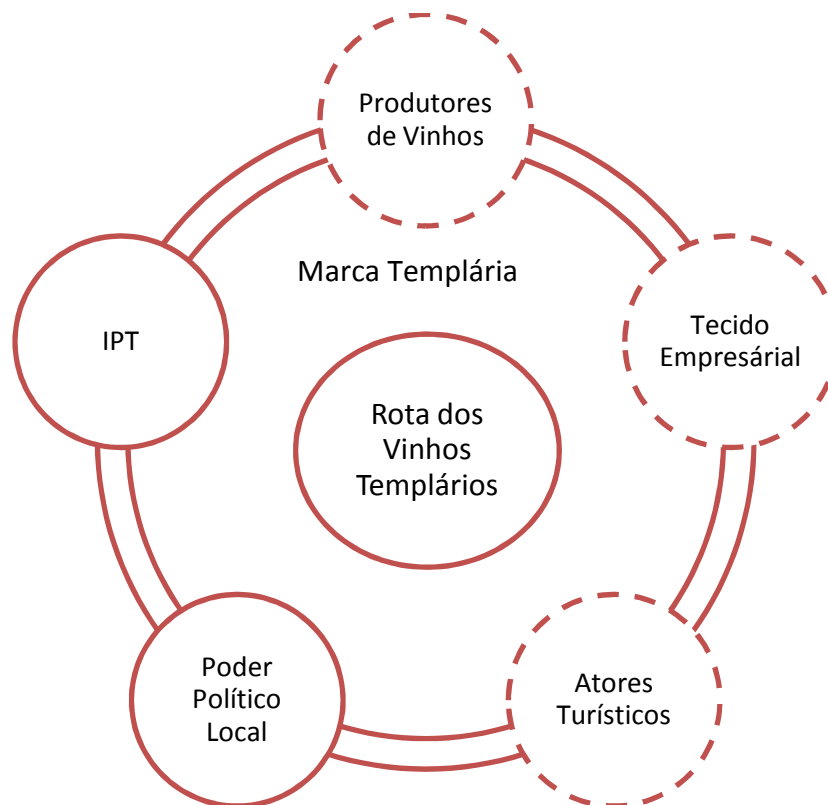 Produtores
de Vinhos
Marca Templária
IPT
Tecido
Empresárial
Rota dos
Vinhos
Templários
Poder
Político
Local
Atores
Turísticos